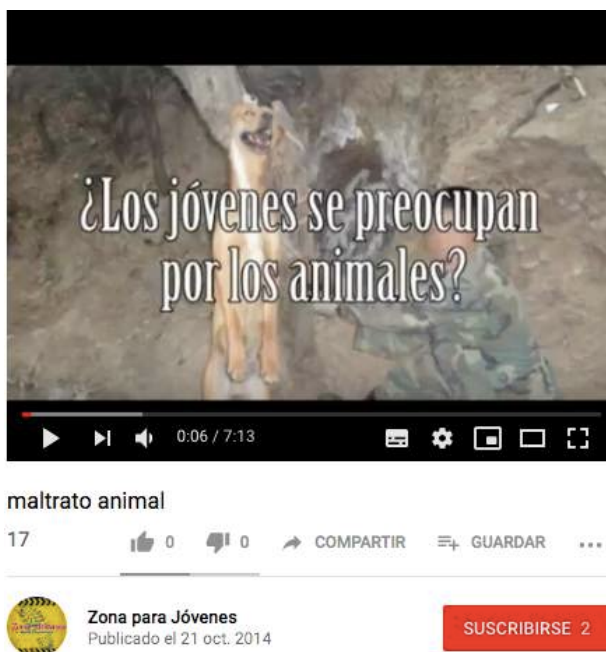 ¿Los jóvenes se preocupan
por los animales?
0:06 / 7:13
maltrato animal
17 0 0 COMPARTIR GUARDAR
Zona para Jóvenes
Publicado el 21 oct. 2014
SUSCRIBIRSE 2